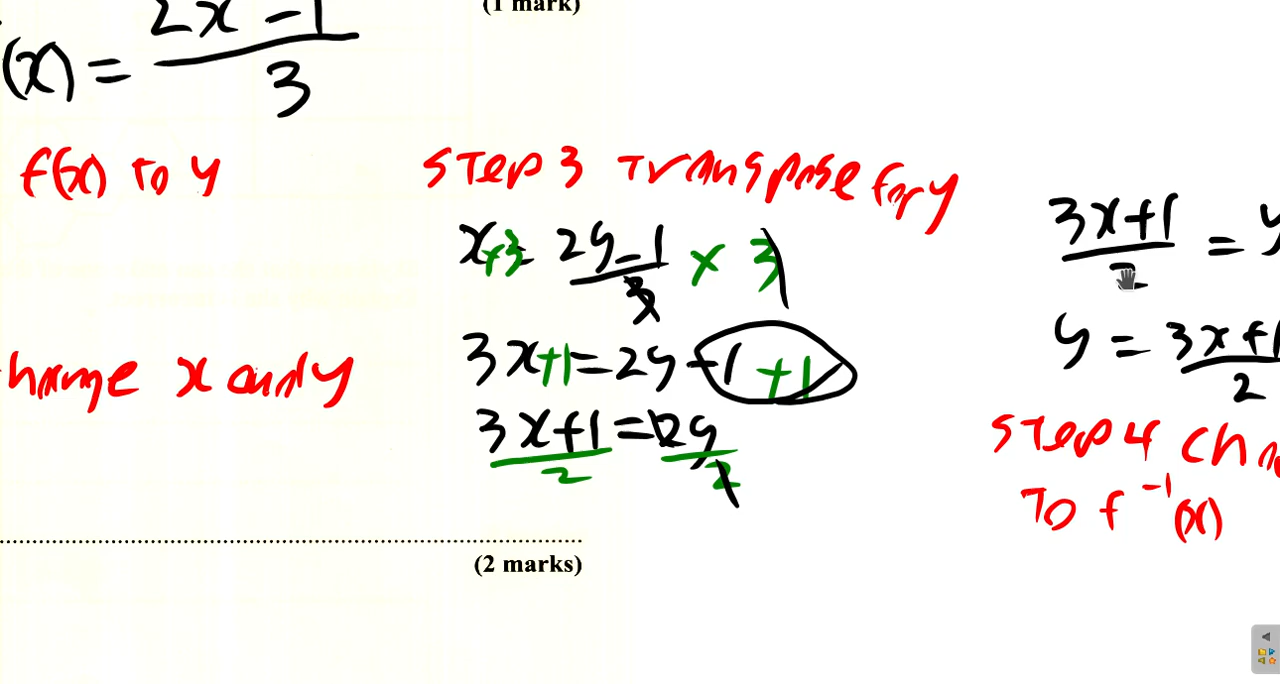 (1 mark)
(x) = 2x - 1 / 3
f(x) TO y
STEP 3 Transpose for y
x × 3 = 2y - 1 / 3 × 3
3x + 1 = 2y - 1 + 1
3x + 1 / 2 = 2y / 2
hange x and y
3x + 1 / 2 = y
y = 3x + 1 / 2
STEP 4 Ch
TO f⁻¹(x)
(2 marks)